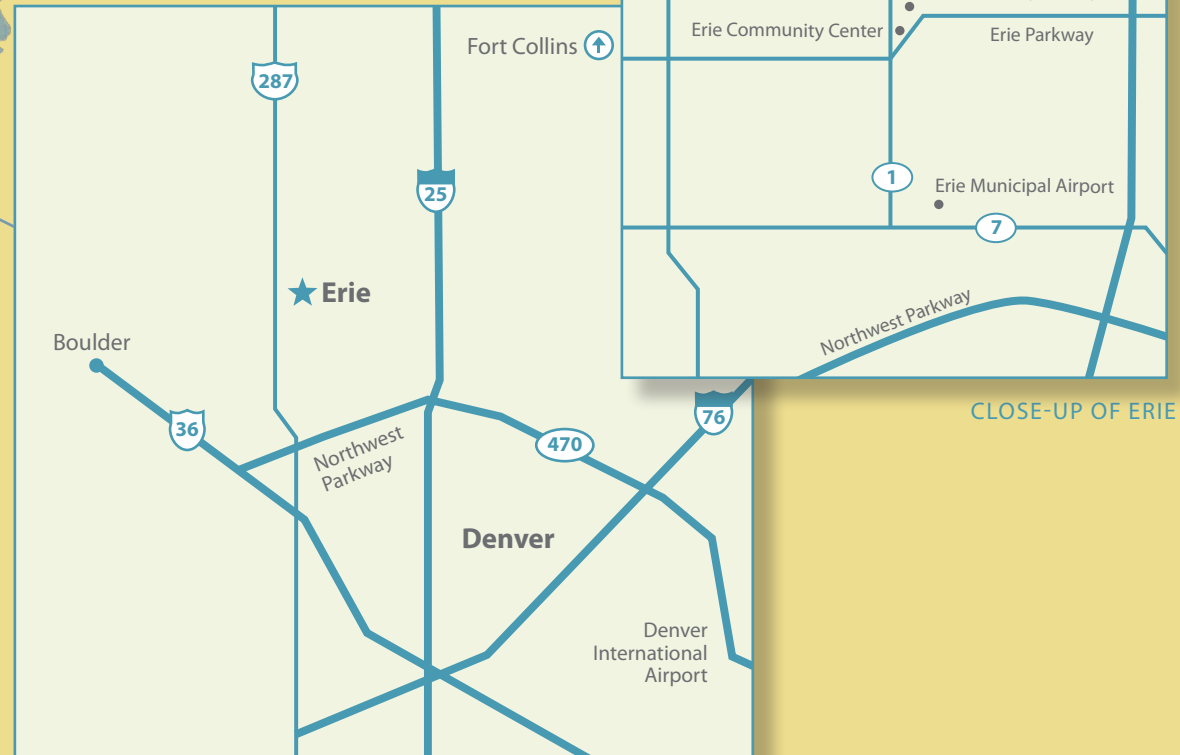 Fort Collins
287
25
Erie
Boulder
36
Northwest
Parkway
470
76
Denver
Denver
International
Airport
Erie Community Center
Erie Parkway
1
Erie Municipal Airport
7
Northwest Parkway
CLOSE-UP OF ERIE